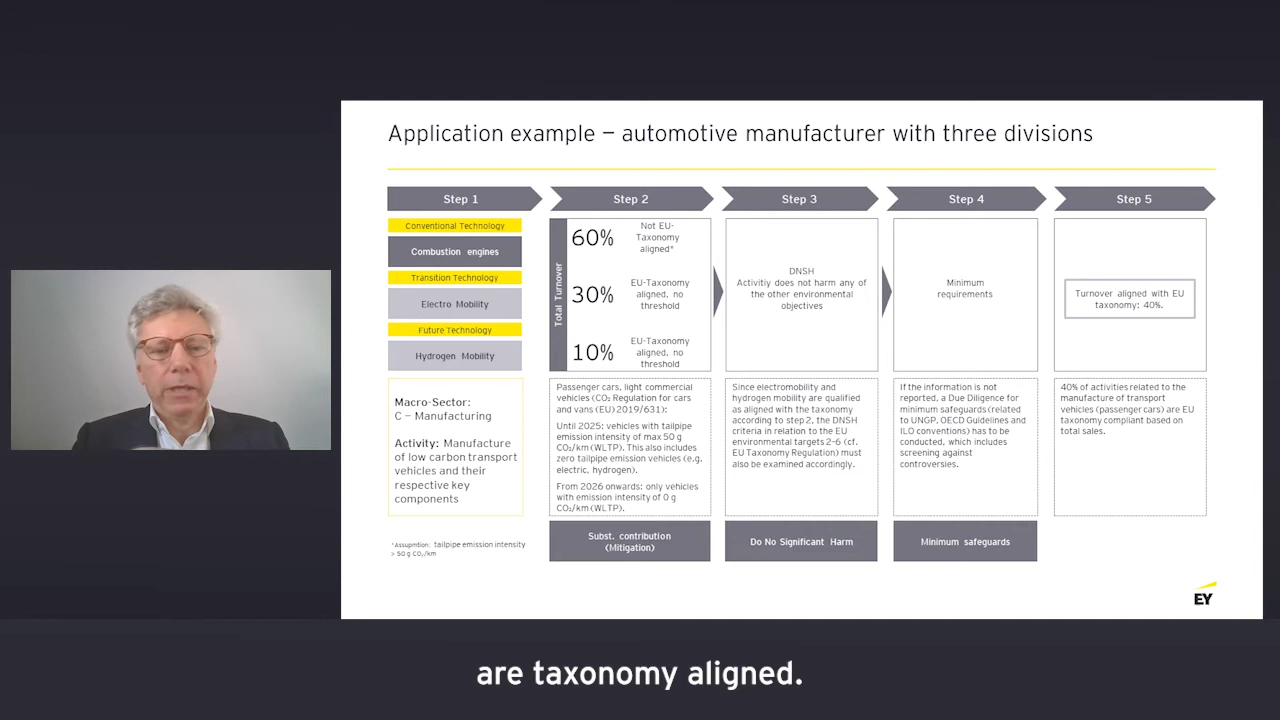 Application example – automotive manufacturer with three divisions
Step 1
Step 2
Step 3
Step 4
Step 5
Conventional Technology
Combustion engines
Transition Technology
Electro Mobility
Future Technology
Hydrogen Mobility
Total Turnover
60%
Not EU-
Taxonomy
aligned*
30%
EU-Taxonomy
aligned, no
threshold
10%
EU-Taxonomy
aligned, no
threshold
DNSH
Activitiy does not harm any of
the other environmental
objectives
Minimum
requirements
Turnover aligned with EU
taxonomy: 40%.
Macro-Sector:
C – Manufacturing
Activity: Manufacture
of low carbon transport
vehicles and their
respective key
components
Passenger cars, light commercial
vehicles (CO₂ Regulation for cars
and vans (EU) 2019/631):
Until 2025: vehicles with tailpipe
emission intensity of max 50 g
CO₂/km (WLTP). This also includes
zero tailpipe emission vehicles (e.g.
electric, hydrogen).
From 2026 onwards: only vehicles
with emission intensity of 0 g
CO₂/km (WLTP).
Since electromobility and
hydrogen mobility are qualified
as aligned with the taxonomy
according to step 2, the DNSH
criteria in relation to the EU
environmental targets 2-6 (cf.
EU Taxonomy Regulation) must
also be examined accordingly.
If the information is not
reported, a Due Diligence for
minimum safeguards (related
to UNGP, OECD Guidelines and
ILO conventions) has to be
conducted, which includes
screening against
controversies.
40% of activities related to the
manufacture of transport
vehicles (passenger cars) are EU
taxonomy compliant based on
total sales.
*Assupmtion: tailpipe emission intensity
> 50 g CO₂/km
Subst. contribution
(Mitigation)
Do No Significant Harm
Minimum safeguards
EY
are taxonomy aligned.